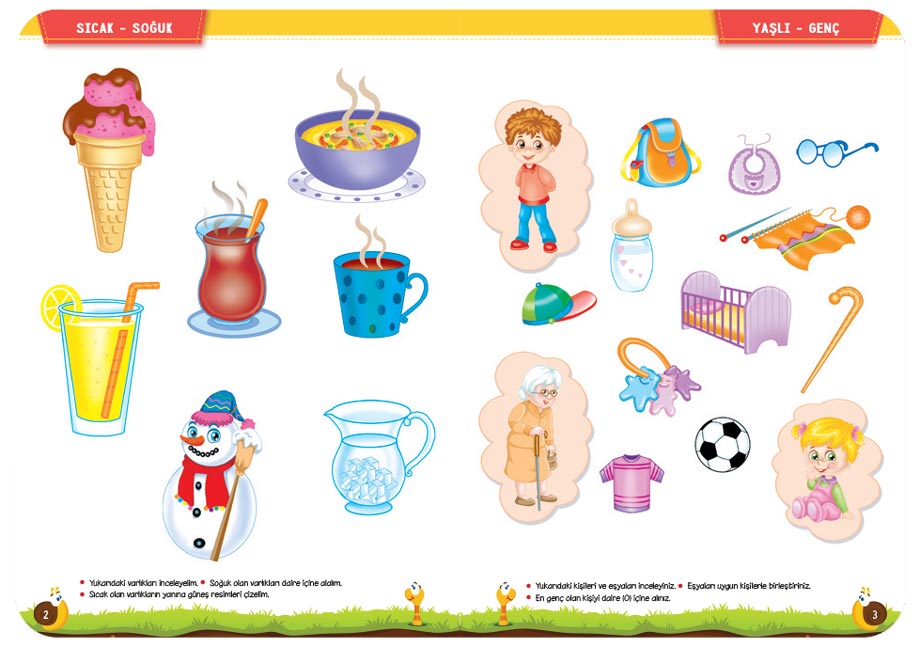 SICAK - SOĞUK
• Yukarıdaki varlıkları inceleyelim. • Soğuk olan varlıkları daire içine alalım.
• Sıcak olan varlıkların yanına güneş resimleri çizelim.
2
YAŞLI - GENÇ
• Yukarıdaki kişileri ve eşyaları inceleyiniz. • Eşyaları uygun kişilerle birleştiriniz.
• En genç olan kişiyi daire (O) içine alınız.
3